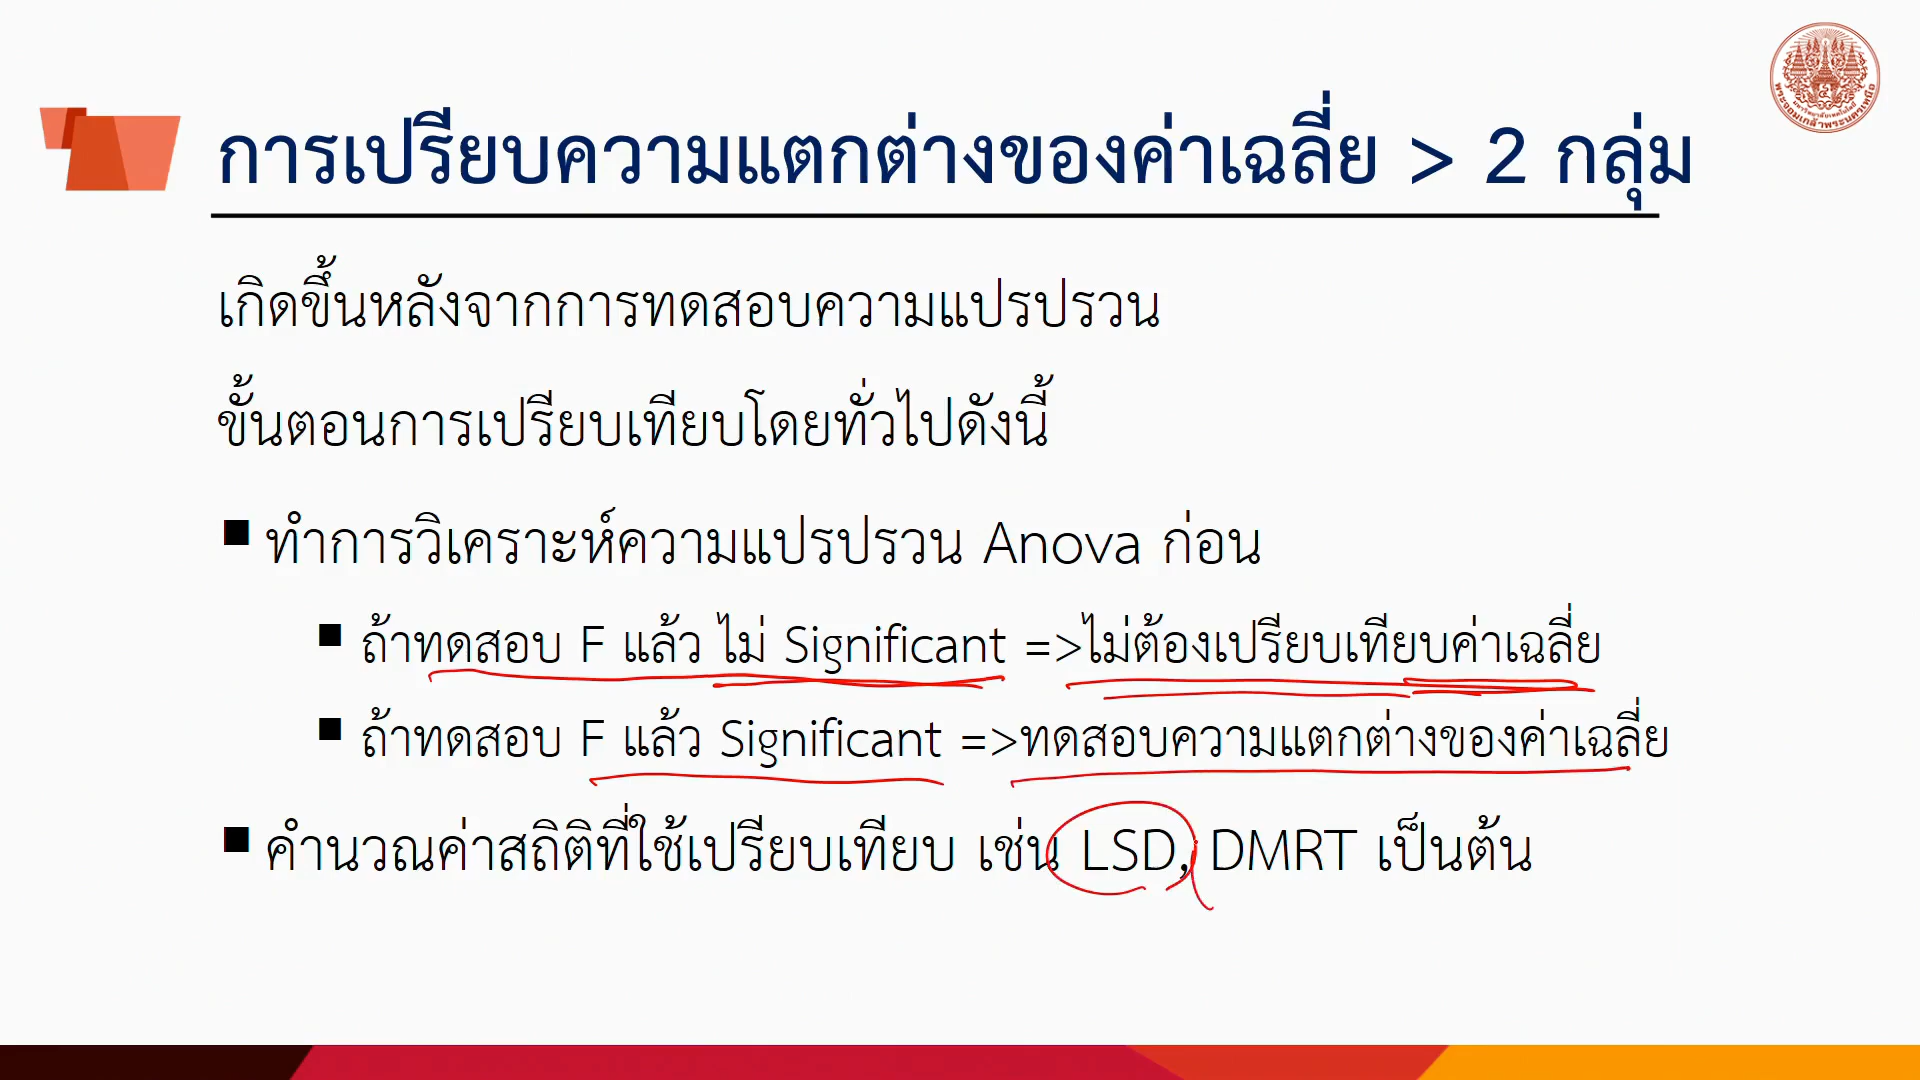 การเปรียบความแตกต่างของค่าเฉลี่ย > 2 กลุ่ม
เกิดขึ้นหลังจากการทดสอบความแปรปรวน
ขั้นตอนการเปรียบเทียบโดยทั่วไปดังนี้
ทำการวิเคราะห์ความแปรปรวน Anova ก่อน
ถ้าทดสอบ F แล้ว ไม่ Significant =>ไม่ต้องเปรียบเทียบค่าเฉลี่ย
ถ้าทดสอบ F แล้ว Significant =>ทดสอบความแตกต่างของค่าเฉลี่ย
คำนวณค่าสถิติที่ใช้เปรียบเทียบ เช่น LSD, DMRT เป็นต้น